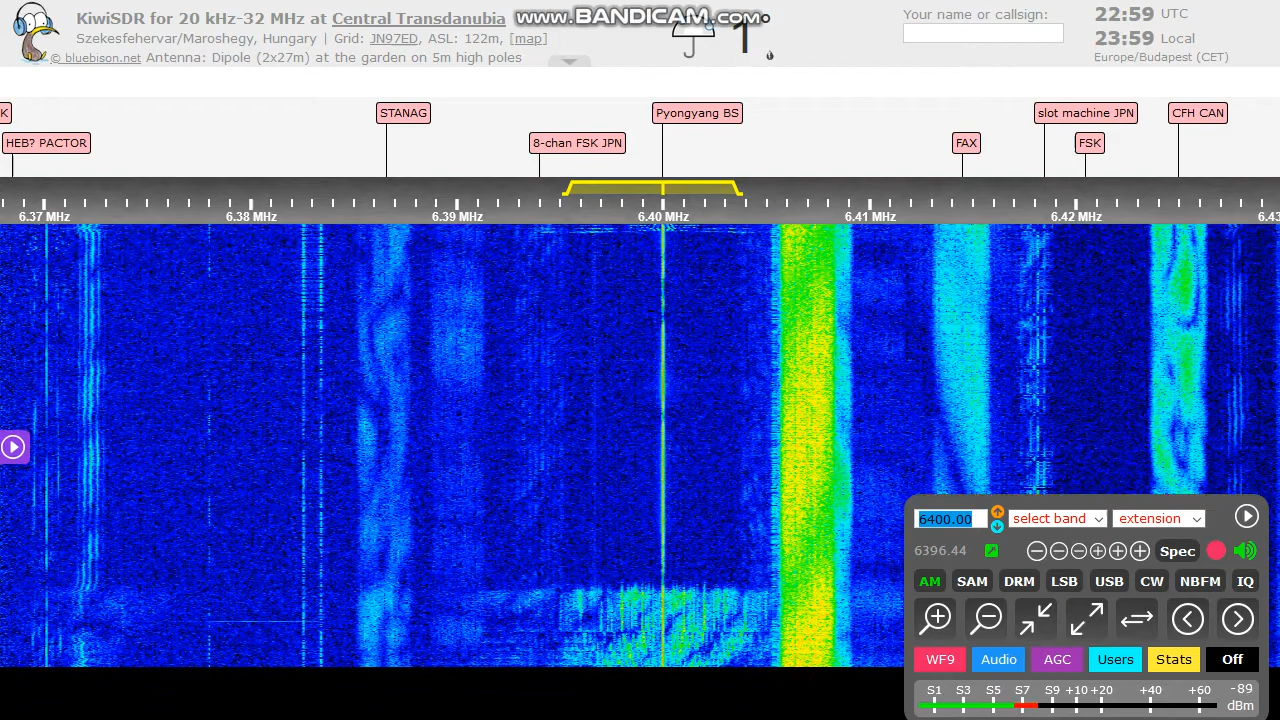 KiwiSDR for 20 kHz-32 MHz at Central Transdanubia
Szekesfehervar/Maroshegy, Hungary | Grid: JN97ED, ASL: 122m, [map]
© bluebison.net Antenna: Dipole (2x27m) at the garden on 5m high poles
www.BANDICAM.com
1
Your name or callsign:
22:59 UTC
23:59 Local
Europe/Budapest (CET)
K
STANAG
Pyongyang BS
slot machine JPN
CFH CAN
HEB? PACTOR
8-chan FSK JPN
FAX
FSK
6.37 MHz
6.38 MHz
6.39 MHz
6.40 MHz
6.41 MHz
6.42 MHz
6.43
6400.00
select band
extension
6396.44
Spec
AM SAM DRM LSB USB CW NBFM IQ
WF9 Audio AGC Users Stats Off
S1 S3 S5 S7 S9 +10 +20 +40 +60 -89
dBm